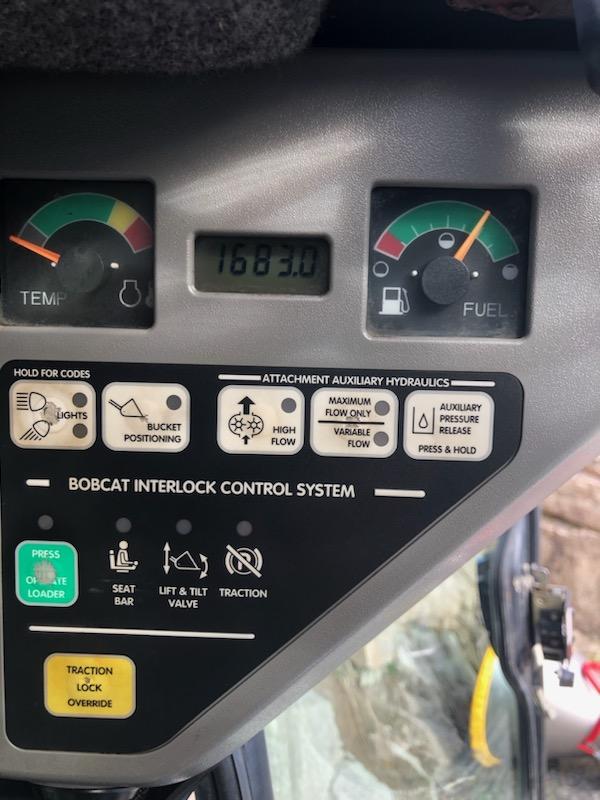 1683.0
TEMP
FUEL
HOLD FOR CODES
ATTACHMENT AUXILIARY HYDRAULICS
LIGHTS
BUCKET
POSITIONING
HIGH
FLOW
MAXIMUM
FLOW ONLY
VARIABLE
FLOW
AUXILIARY
PRESSURE
RELEASE
PRESS & HOLD
BOBCAT INTERLOCK CONTROL SYSTEM
PRESS
LOADER
SEAT
BAR
LIFT & TILT
VALVE
TRACTION
TRACTION
LOCK
OVERRIDE